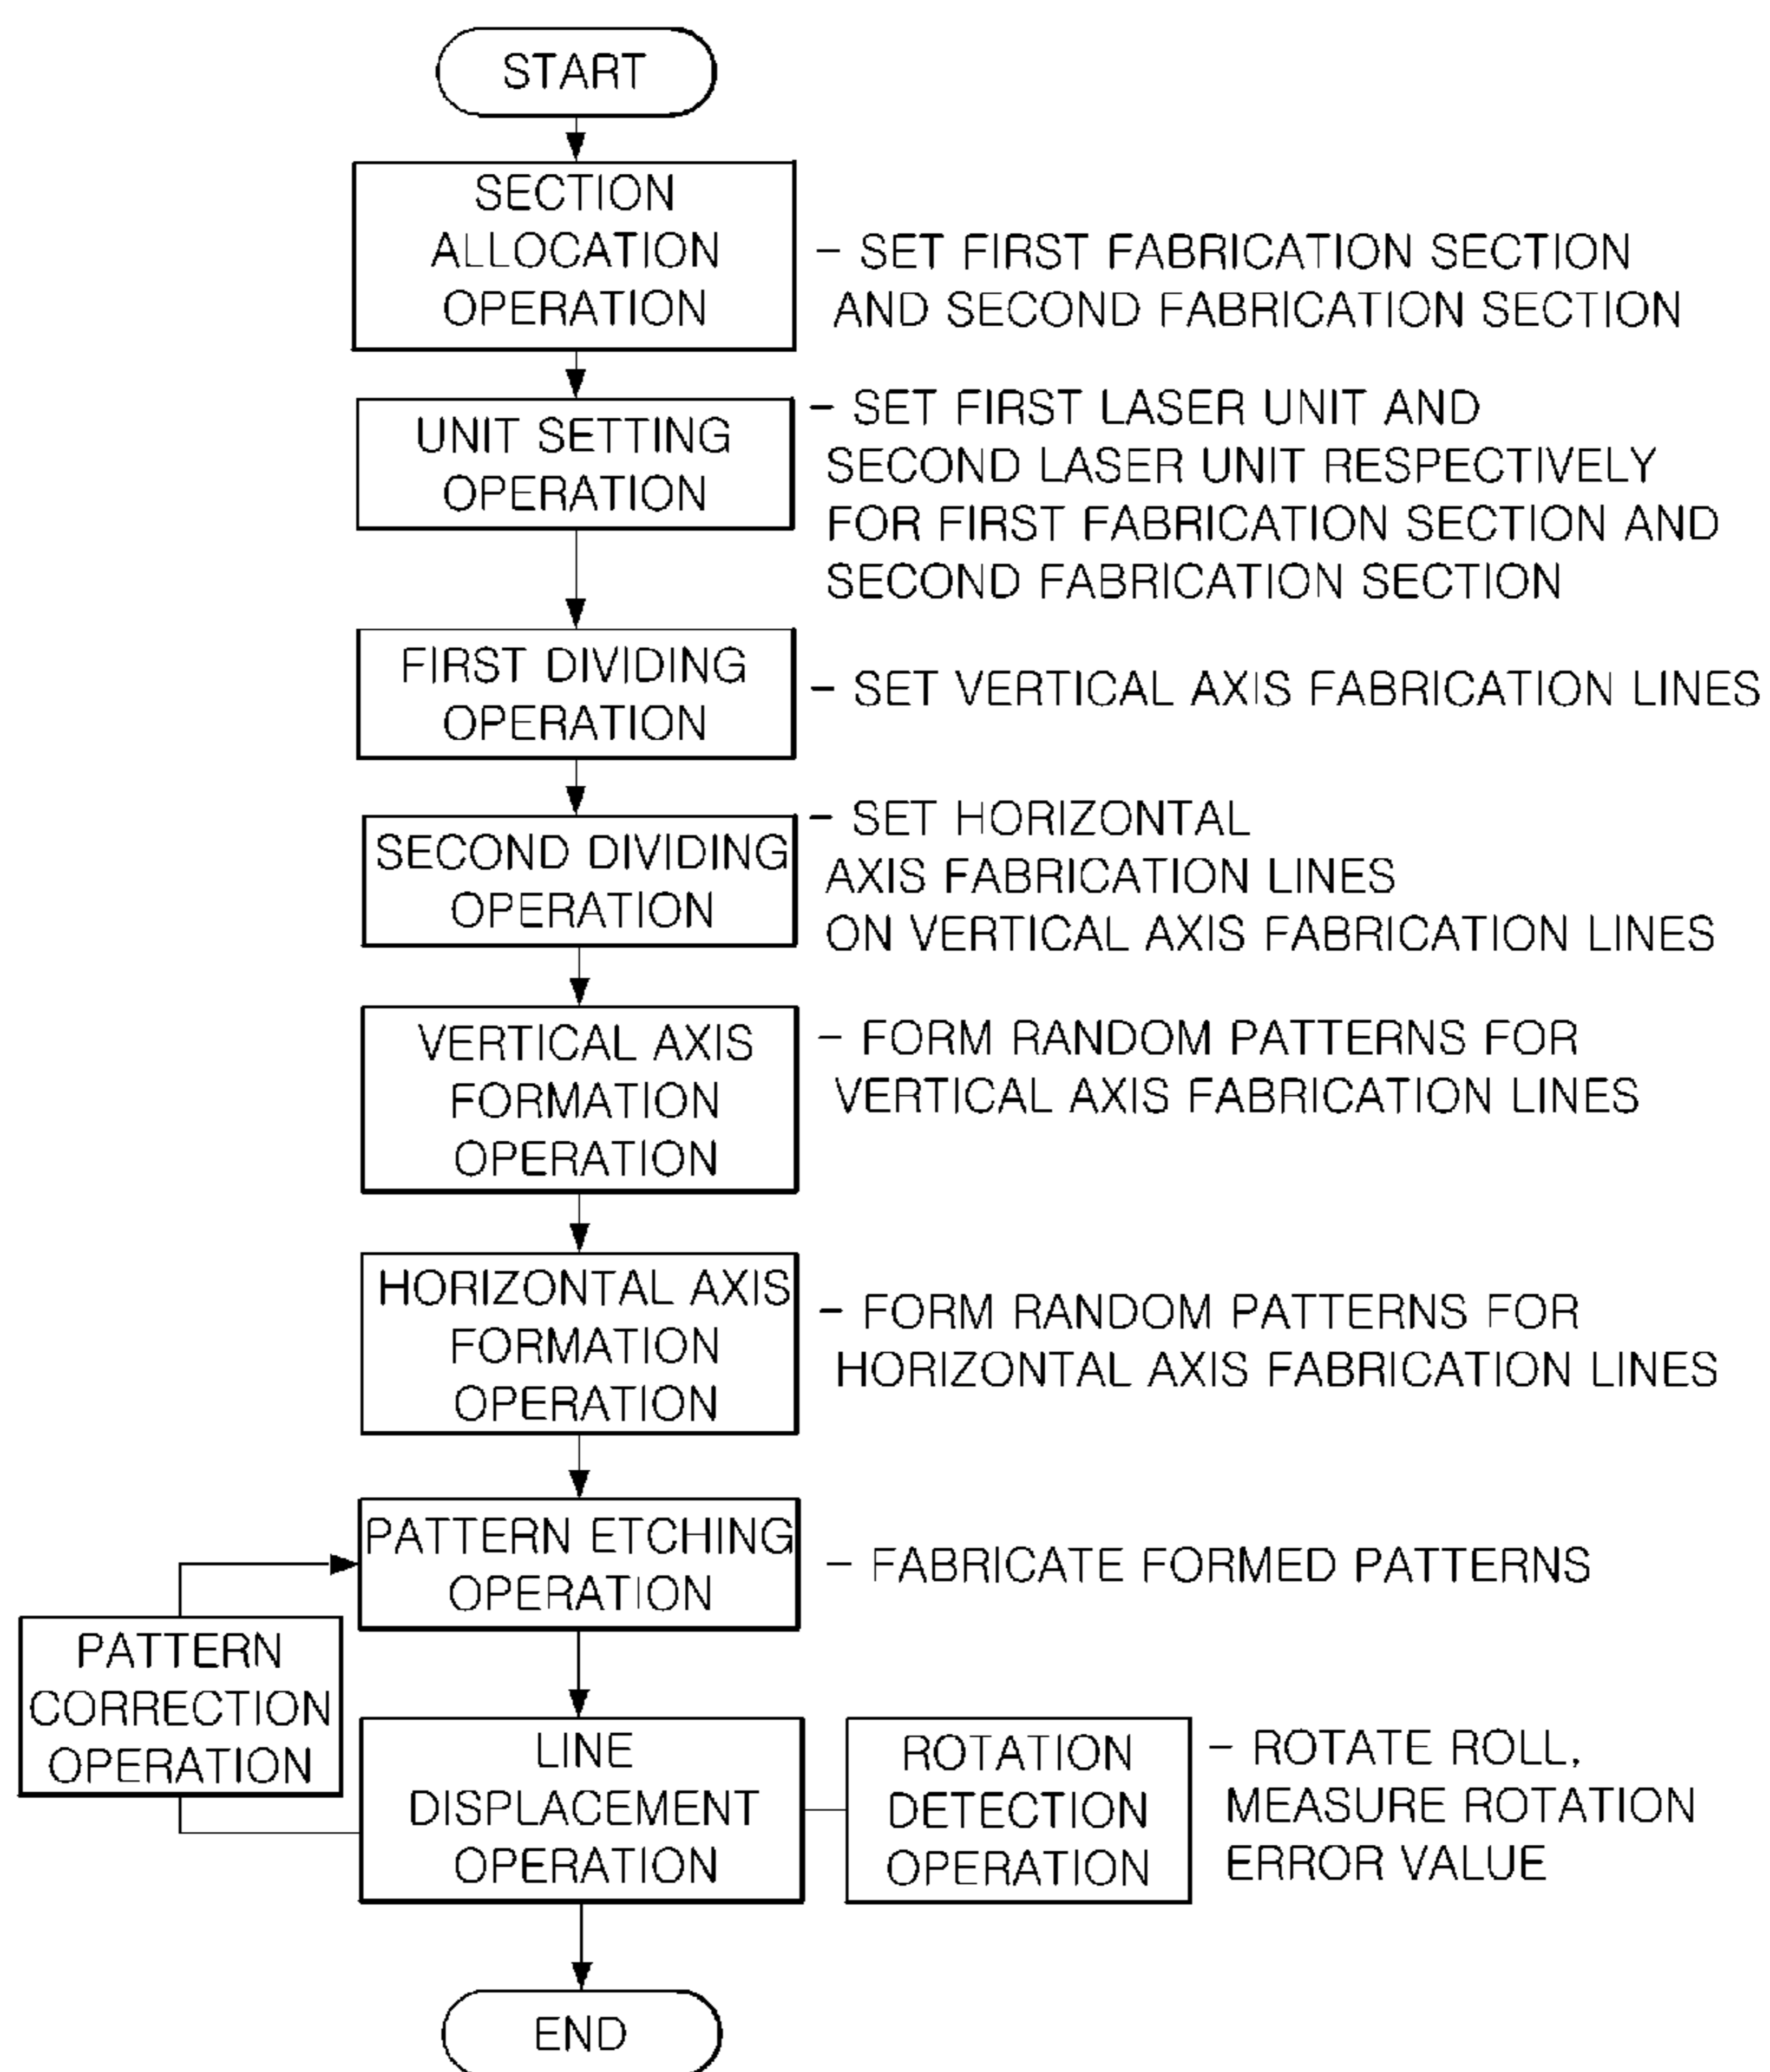 START
SECTION
ALLOCATION
OPERATION
- SET FIRST FABRICATION SECTION
AND SECOND FABRICATION SECTION
UNIT SETTING
OPERATION
- SET FIRST LASER UNIT AND
SECOND LASER UNIT RESPECTIVELY
FOR FIRST FABRICATION SECTION AND
SECOND FABRICATION SECTION
FIRST DIVIDING
OPERATION
- SET VERTICAL AXIS FABRICATION LINES
SECOND DIVIDING
OPERATION
- SET HORIZONTAL
AXIS FABRICATION LINES
ON VERTICAL AXIS FABRICATION LINES
VERTICAL AXIS
FORMATION
OPERATION
- FORM RANDOM PATTERNS FOR
VERTICAL AXIS FABRICATION LINES
HORIZONTAL AXIS
FORMATION
OPERATION
- FORM RANDOM PATTERNS FOR
HORIZONTAL AXIS FABRICATION LINES
PATTERN ETCHING
OPERATION
- FABRICATE FORMED PATTERNS
PATTERN
CORRECTION
OPERATION
LINE
DISPLACEMENT
OPERATION
ROTATION
DETECTION
OPERATION
- ROTATE ROLL,
MEASURE ROTATION
ERROR VALUE
END